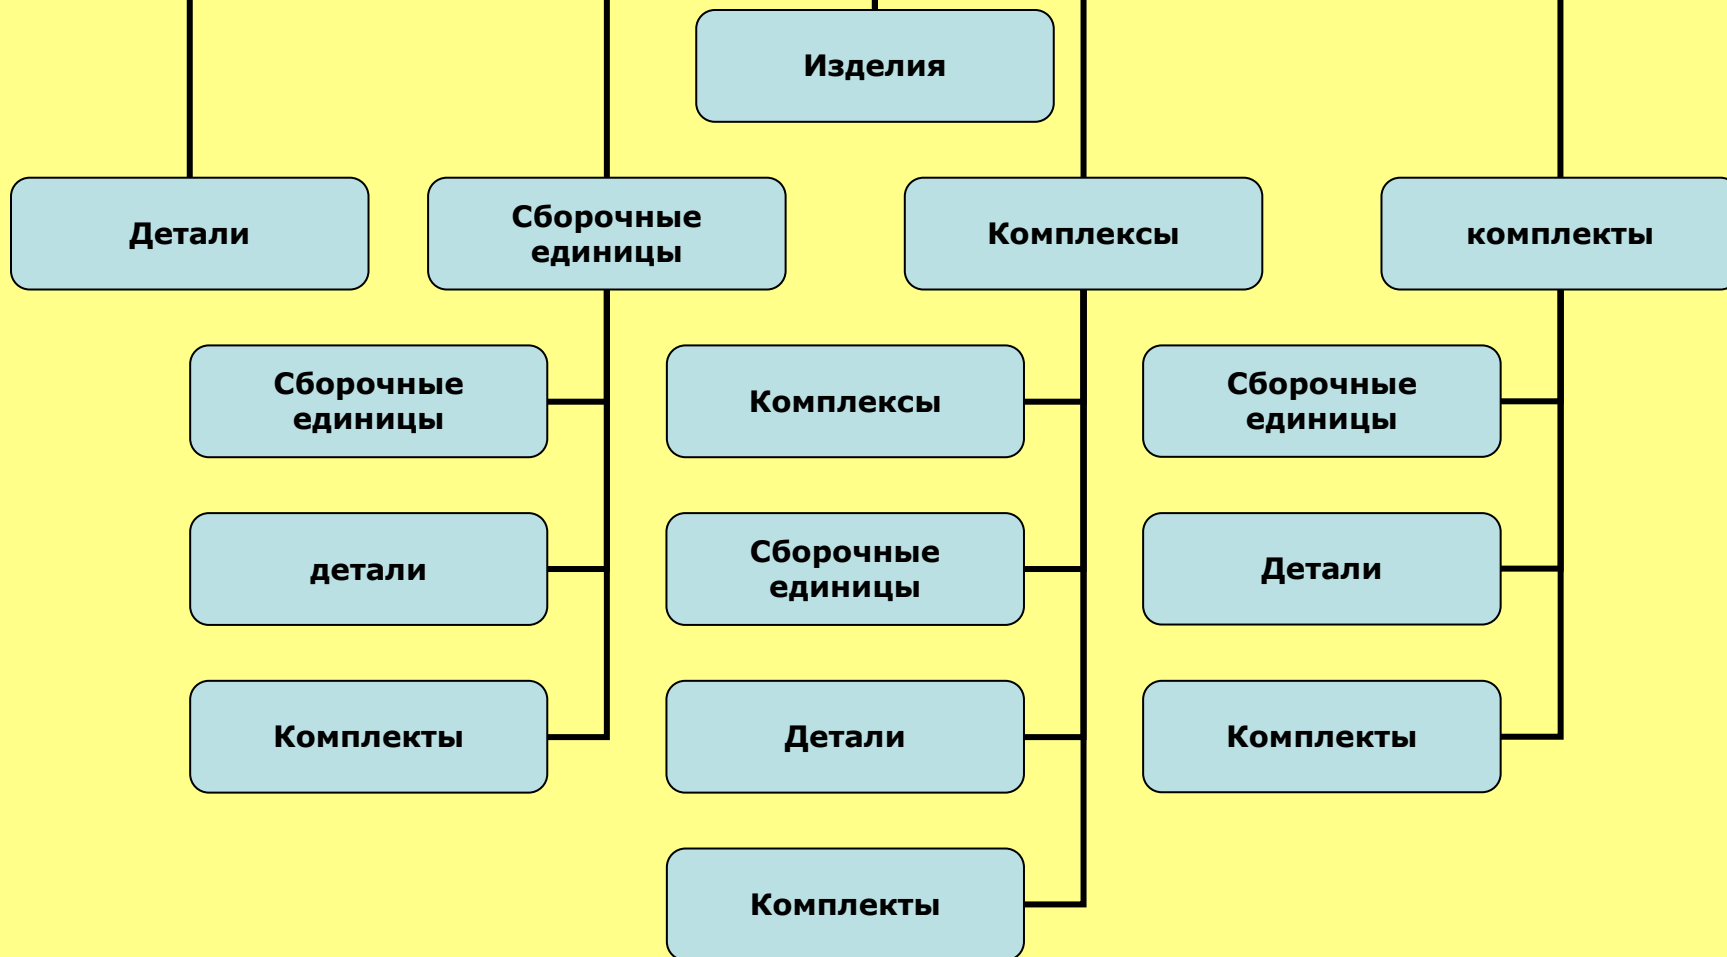 Изделия
Детали
Сборочные
единицы
Комплексы
комплекты
Сборочные
единицы
Комплексы
Сборочные
единицы
детали
Сборочные
единицы
Детали
Комплекты
Детали
Комплекты
Комплекты